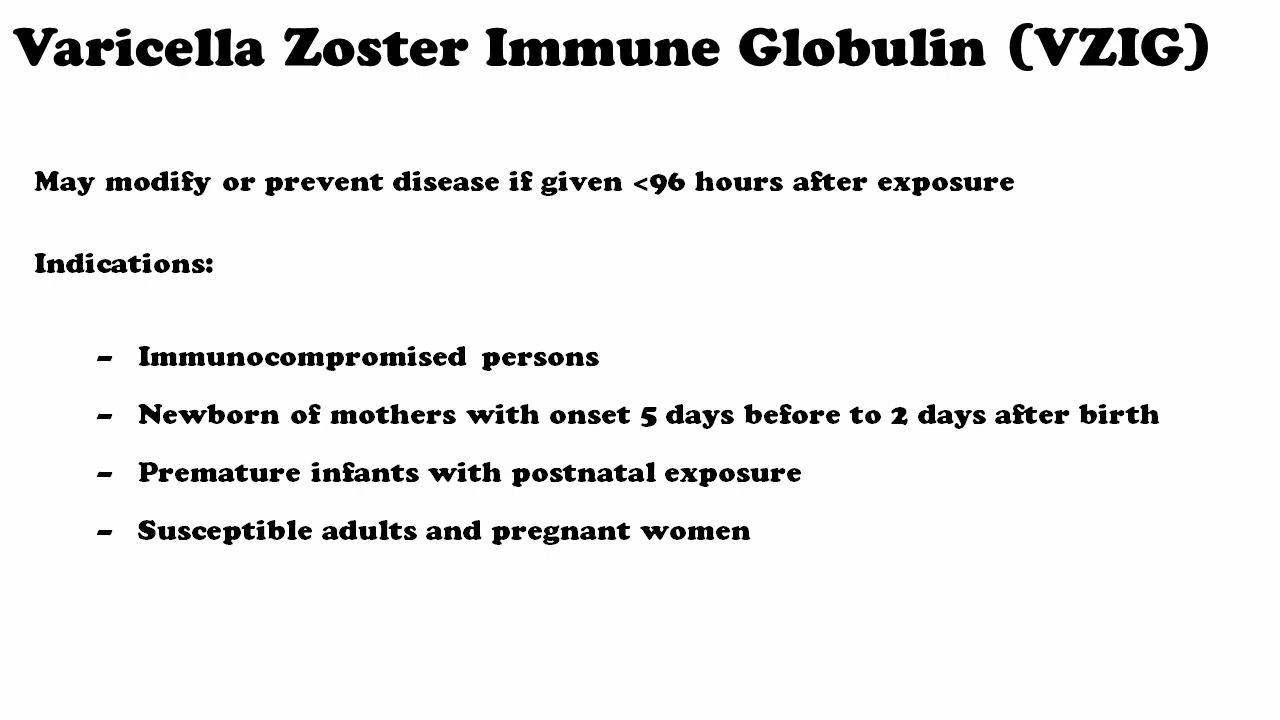 Varicella Zoster Immune Globulin (VZIG)
May modify or prevent disease if given <96 hours after exposure
Indications:
– Immunocompromised persons
– Newborn of mothers with onset 5 days before to 2 days after birth
– Premature infants with postnatal exposure
– Susceptible adults and pregnant women